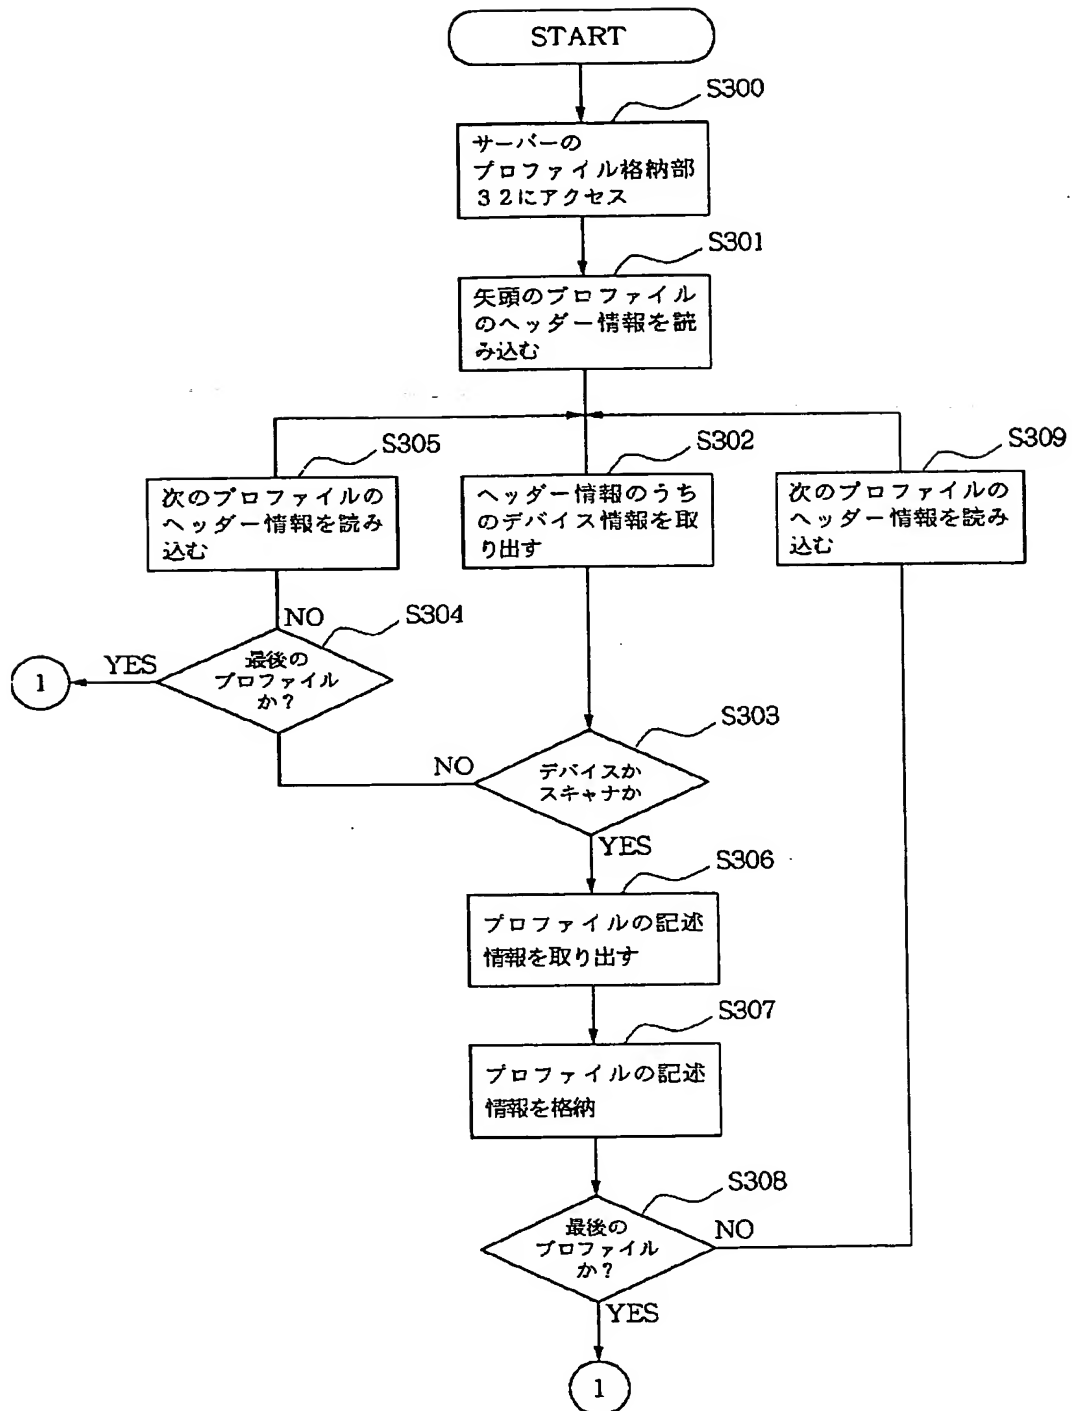 START
S300
サーバーの
プロファイル格納部
32にアクセス
S301
矢頭のプロファイル
のヘッダー情報を読
み込む
S305
次のプロファイルの
ヘッダー情報を読み
込む
S302
ヘッダー情報のうち
のデバイス情報を取
り出す
S309
次のプロファイルの
ヘッダー情報を読み
込む
NO
S304
最後の
プロファイル
か?
YES
1
S303
デバイスか
スキャナか
NO
YES
S306
プロファイルの記述
情報を取り出す
S307
プロファイルの記述
情報を格納
S308
最後の
プロファイル
か?
NO
YES
1